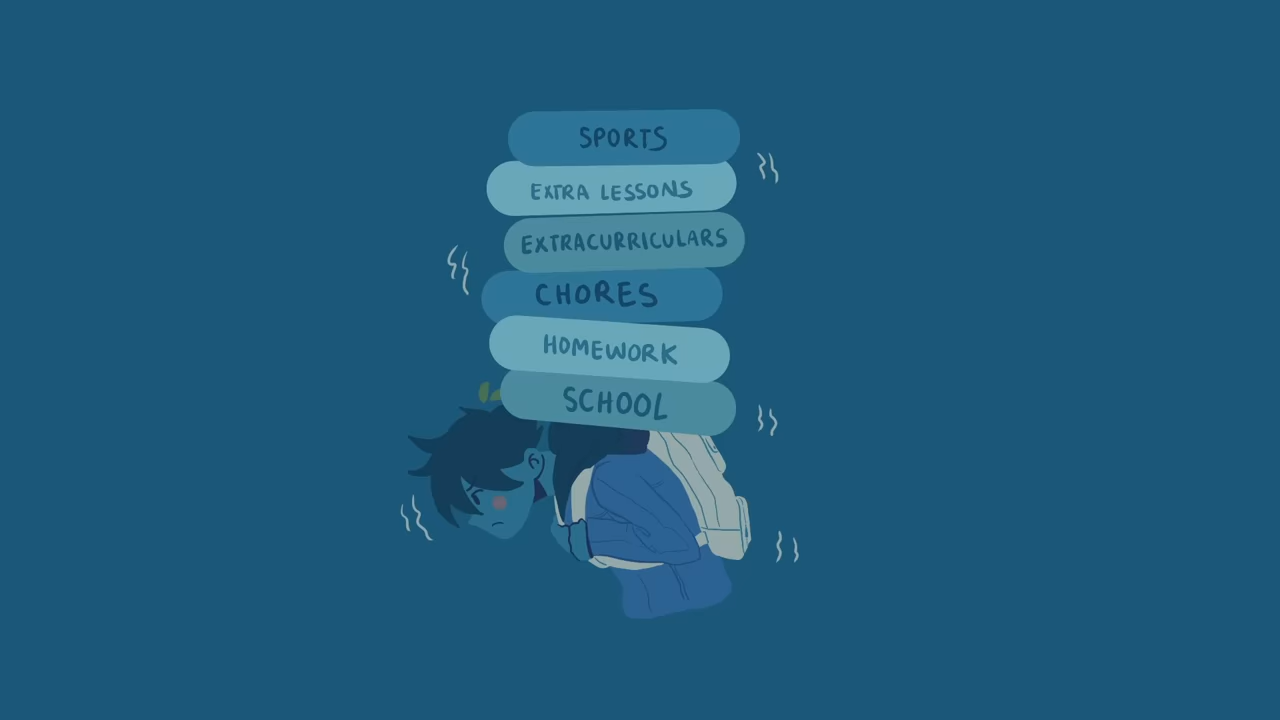 SPORTS
EXTRA LESSONS
EXTRACURRICULARS
CHORES
HOMEWORK
SCHOOL